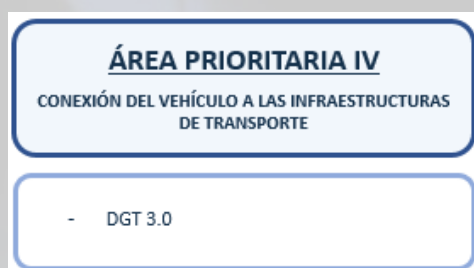 ÁREA PRIORITARIA IV
CONEXIÓN DEL VEHÍCULO A LAS INFRAESTRUCTURAS
DE TRANSPORTE
- DGT 3.0